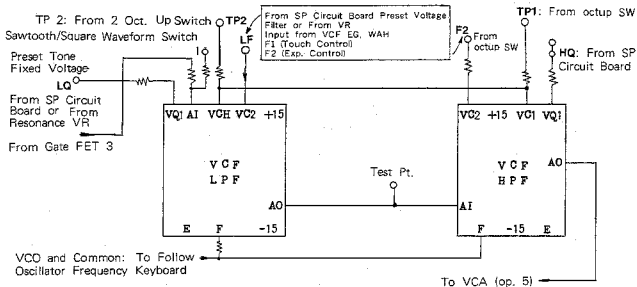 TP 2: From 2 Oct. Up Switch
TP2
Sawtooth/Square Waveform Switch
1
LF
From SP Circuit Board Preset Voltage
Filter or From VR
Input from VCF EG, WAH
F1 (Touch Control)
F2 (Exp. Control)
TP1: From octup SW
F2
From
octup SW
HQ: From SP
Circuit Board
Preset Tone
Fixed Voltage
LQ
From SP Circuit
Board or From
Resonance VR
From Gate FET 3
VQ1 AI VCH VC2 +15
VCF
LPF
AO
E F -15
Test Pt.
VC2 +15 VC1 VQ1
AO
VCF
HPF
AI
F -15 E
VCO and Common: To Follow
Oscillator Frequency Keyboard
To VCA (op. 5)